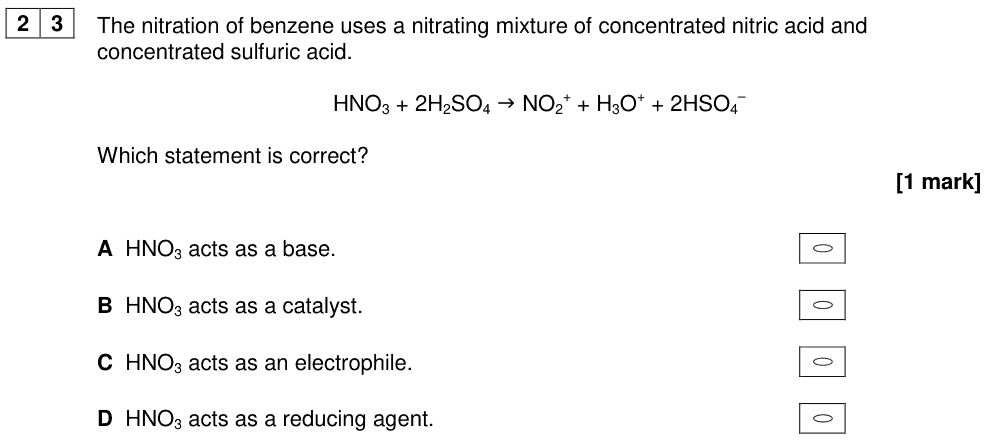 2 3 The nitration of benzene uses a nitrating mixture of concentrated nitric acid and
concentrated sulfuric acid.
HNO₃ + 2H₂SO₄ → NO₂⁺ + H₃O⁺ + 2HSO₄⁻
Which statement is correct?
[1 mark]
A HNO₃ acts as a base.
B HNO₃ acts as a catalyst.
C HNO₃ acts as an electrophile.
D HNO₃ acts as a reducing agent.